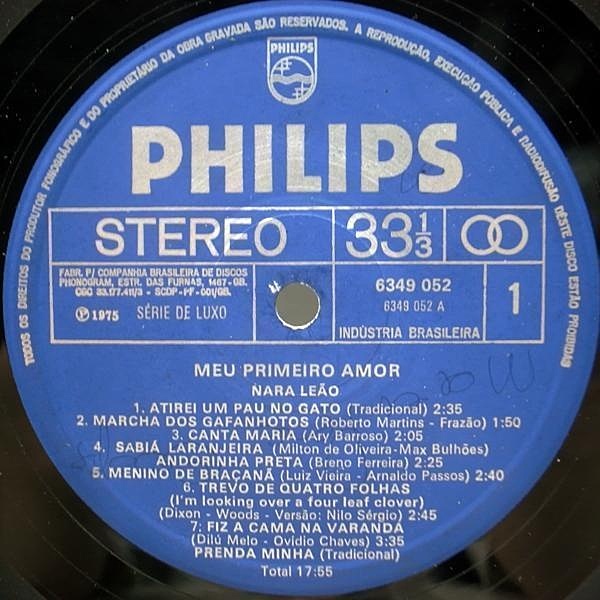 TODOS OS DIREITOS DO PRODUTOR FONOGRÁFICO E DO PROPRIETÁRIO DA OBRA GRAVADA SÃO RESERVADOS. A REPRODUÇÃO, EXECUÇÃO PÚBLICA E RADIODIFUSÃO DÊSTE DISCO ESTÃO PROIBIDAS
PHILIPS
PHILIPS
STEREO
33 1/3
FABR. P/ COMPANHIA BRASILEIRA DE DISCOS
PHONOGRAM, ESTR. DAS FURNAS, 1467-GB.
CGC 33.177.411/3 - SCDP-PF-001/GB.
℗ 1975 SÉRIE DE LUXO
6349 052
6349 052 A
INDÚSTRIA BRASILEIRA
1
MEU PRIMEIRO AMOR
NARA LEÃO
1. ATIREI UM PAU NO GATO (Tradicional) 2:35
2. MARCHA DOS GAFANHOTOS (Roberto Martins - Frazão) 1:50
3. CANTA MARIA (Ary Barroso) 2:05
4. SABIÁ LARANJEIRA (Milton de Oliveira-Max Bulhões)
ANDORINHA PRETA (Breno Ferreira) 2:25
5. MENINO DE BRAÇANÃ (Luiz Vieira - Arnaldo Passos) 2:40
6. TREVO DE QUATRO FOLHAS
(I'm looking over a four leaf clover)
(Dixon - Woods - Versão: Nilo Sérgio) 2:45
7: FIZ A CAMA NA VARANDA
(Dilú Melo - Ovidio Chaves) 3:35
PRENDA MINHA (Tradicional)
Total 17:55